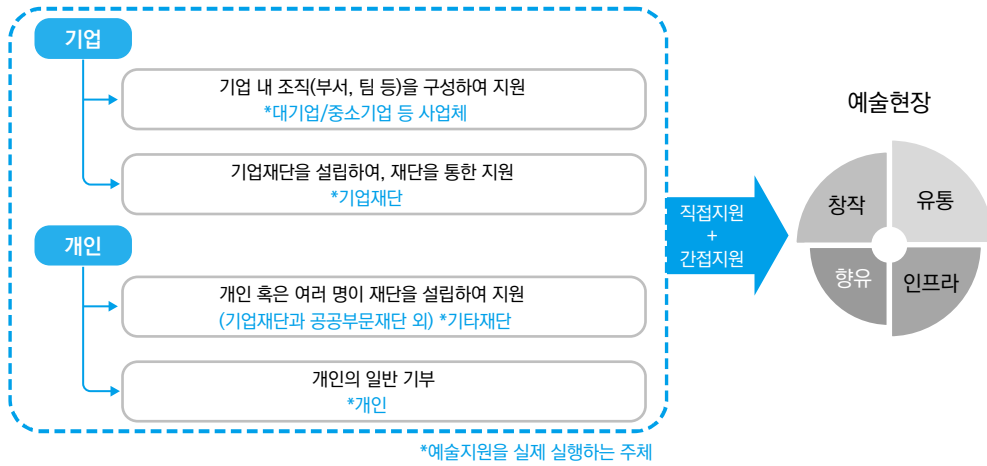 기업
기업 내 조직(부서, 팀 등)을 구성하여 지원
*대기업/중소기업 등 사업체
기업재단을 설립하여, 재단을 통한 지원
*기업재단
개인
개인 혹은 여러 명이 재단을 설립하여 지원
(기업재단과 공공부문재단 외) *기타재단
개인의 일반 기부
*개인
*예술지원을 실제 실행하는 주체
직접지원
+
간접지원
예술현장
창작
유통
향유
인프라